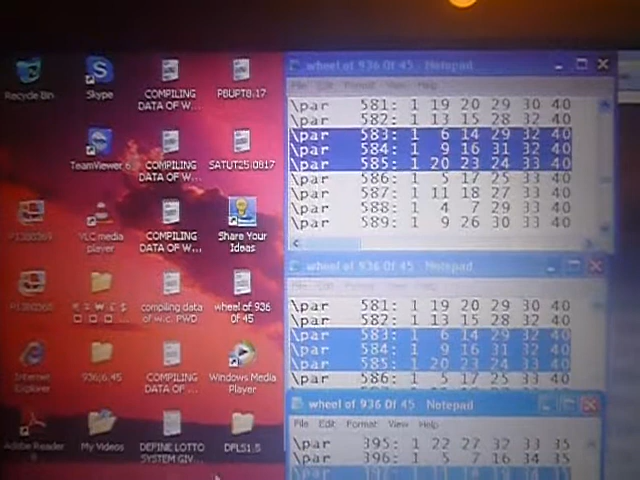 Recycle Bin
Skype
COMPILING
DATA OF W...
PBUPT8.17
TeamViewer 6
COMPILING
DATA OF W...
SATUT25|0817
VLC media
player
COMPILING
DATA OF W...
Share Your
Ideas
compiling data
of w.c. PWD
wheel of 936
0f 45
Internet
Explorer
936;6,45
COMPILING
DATA OF W...
Windows Media
Player
Adobe Reader
My Videos
DEFINE LOTTO
SYSTEM GIV...
DFLS1.5
wheel of 936 0f 45 - Notepad
File Edit Format View Help
\par 581: 1 19 20 29 30 40
\par 582: 1 13 15 28 32 40
\par 583: 1 6 14 29 32 40
\par 584: 1 9 16 31 32 40
\par 585: 1 20 23 24 33 40
\par 586: 1 5 17 25 33 40
\par 587: 1 11 18 27 33 40
\par 588: 1 4 7 29 33 40
\par 589: 1 9 26 30 33 40
wheel of 936 0f 45 - Notepad
File Edit Format View Help
\par 581: 1 19 20 29 30 40
\par 582: 1 13 15 28 32 40
\par 583: 1 6 14 29 32 40
\par 584: 1 9 16 31 32 40
\par 585: 1 20 23 24 33 40
\par 586: 1 5 17 25 33 40
wheel of 936 0f 45 - Notepad
File Edit Format View Help
\par 395: 1 22 27 32 33 35
\par 396: 1 5 7 16 34 35